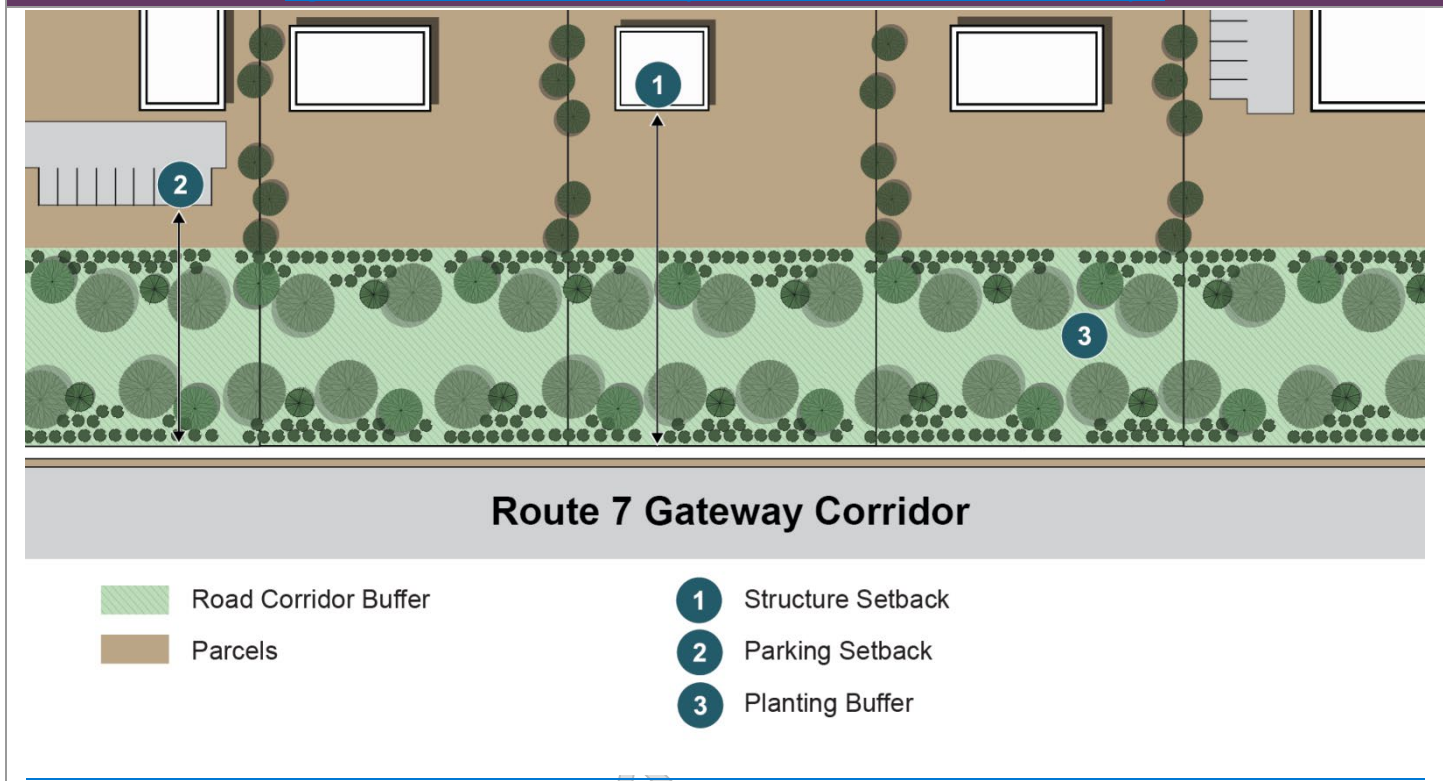 1
2
3
Route 7 Gateway Corridor
Road Corridor Buffer
Parcels
1 Structure Setback
2 Parking Setback
3 Planting Buffer